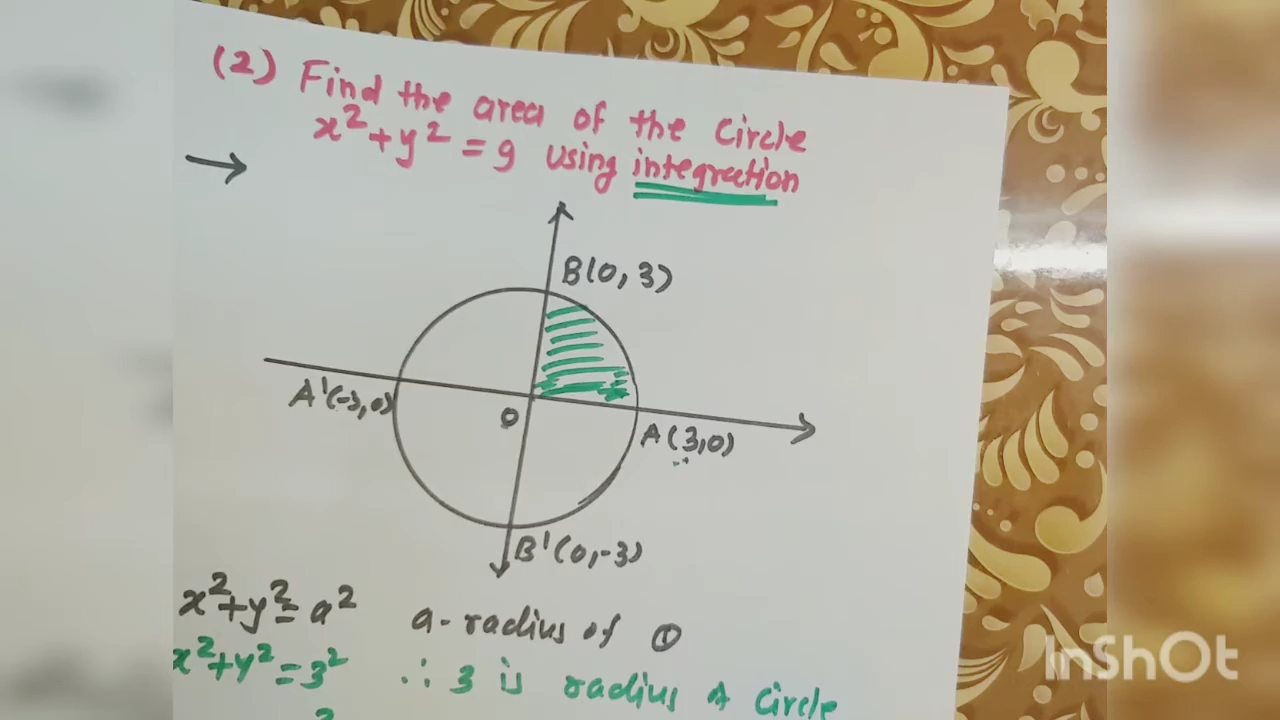 (2) Find the area of the Circle
x² + y² = 9 using integration
→
B(0, 3)
A'(-3, 0)
O
A(3,0)
B'(0,-3)
x²+y² = a² a - radius of
x²+y² = 3² ∴ 3 is radius of Circle
2
InShOt